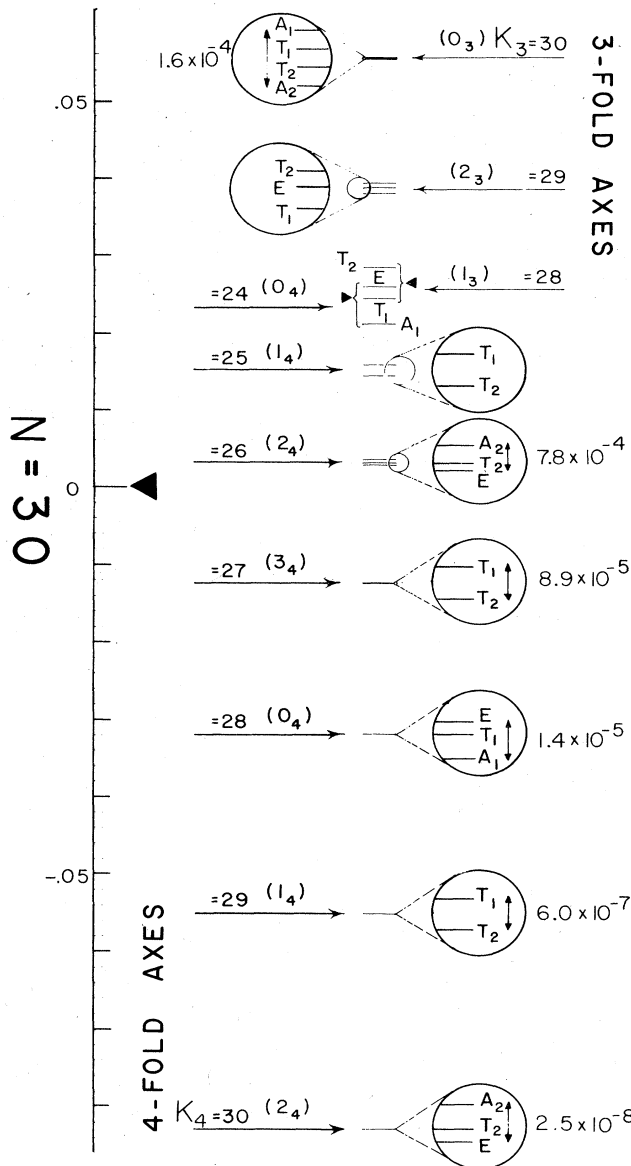 A₁
T₁
T₂
A₂
1.6 x 10⁻⁴
(0₃) K₃=30
.05
3-FOLD AXES
T₂
E
T₁
(2₃) =29
T₂
E
T₁
A₁
(1₃) =28
=24 (0₄)
=25 (1₄)
T₁
T₂
=26 (2₄)
A₂
T₂
E
7.8 x 10⁻⁴
N = 30
0
=27 (3₄)
T₁
T₂
8.9 x 10⁻⁵
=28 (0₄)
E
T₁
A₁
1.4 x 10⁻⁵
-.05
=29 (1₄)
T₁
T₂
6.0 x 10⁻⁷
4-FOLD AXES
K₄=30 (2₄)
A₂
T₂
E
2.5 x 10⁻⁸